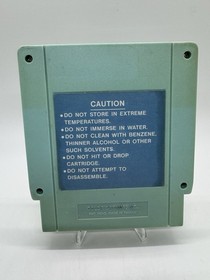 CAUTION
•DO NOT STORE IN EXTREME
TEMPERATURES.
•DO NOT IMMERSE IN WATER.
•DO NOT CLEAN WITH BENZENE,
THINNER ALCOHOL OR OTHER
SUCH SOLVENTS.
•DO NOT HIT OR DROP
CARTRIDGE.
•DO NOT ATTEMPT TO
DISASSEMBLE.